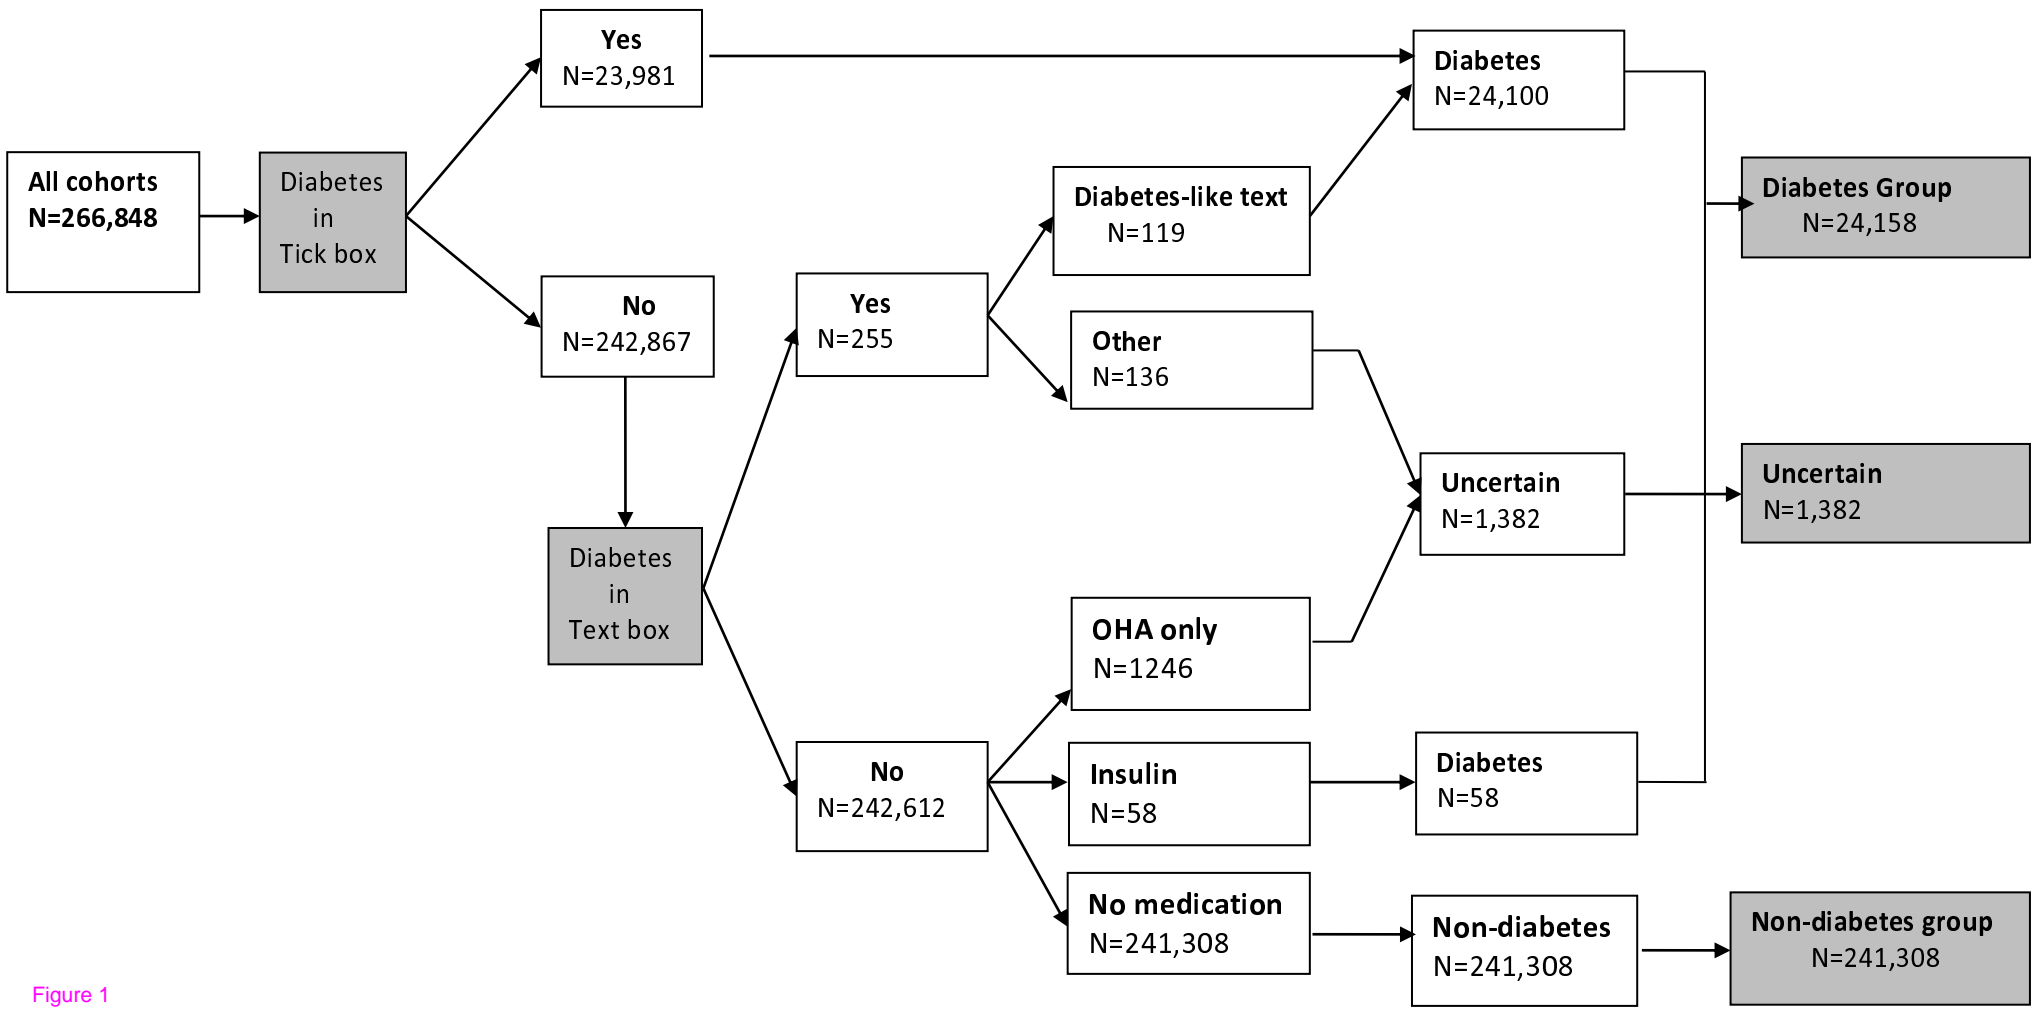 All cohorts
N=266,848
Diabetes
in
Tick box
Yes
N=23,981
No
N=242,867
Diabetes
in
Text box
Yes
N=255
No
N=242,612
Diabetes-like text
N=119
Other
N=136
OHA only
N=1246
Insulin
N=58
No medication
N=241,308
Diabetes
N=24,100
Uncertain
N=1,382
Diabetes
N=58
Non-diabetes
N=241,308
Diabetes Group
N=24,158
Uncertain
N=1,382
Non-diabetes group
N=241,308
Figure 1